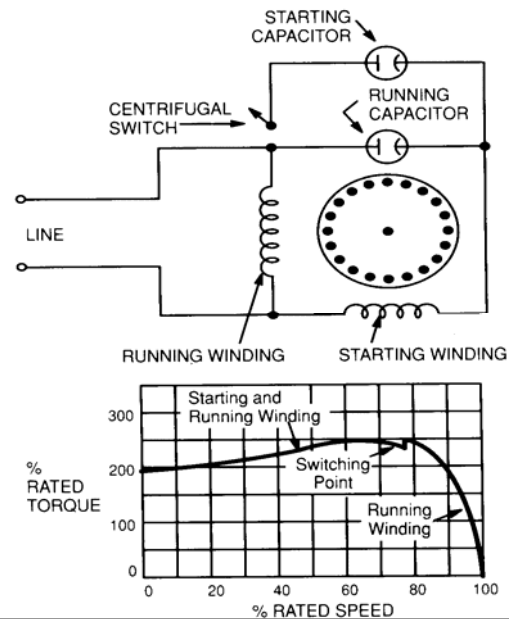 STARTING
CAPACITOR
CENTRIFUGAL
SWITCH
RUNNING
CAPACITOR
LINE
RUNNING WINDING
STARTING WINDING
300
200
100
0
%
RATED
TORQUE
Starting and
Running Winding
Switching
Point
Running
Winding
0 20 40 60 80 100
% RATED SPEED